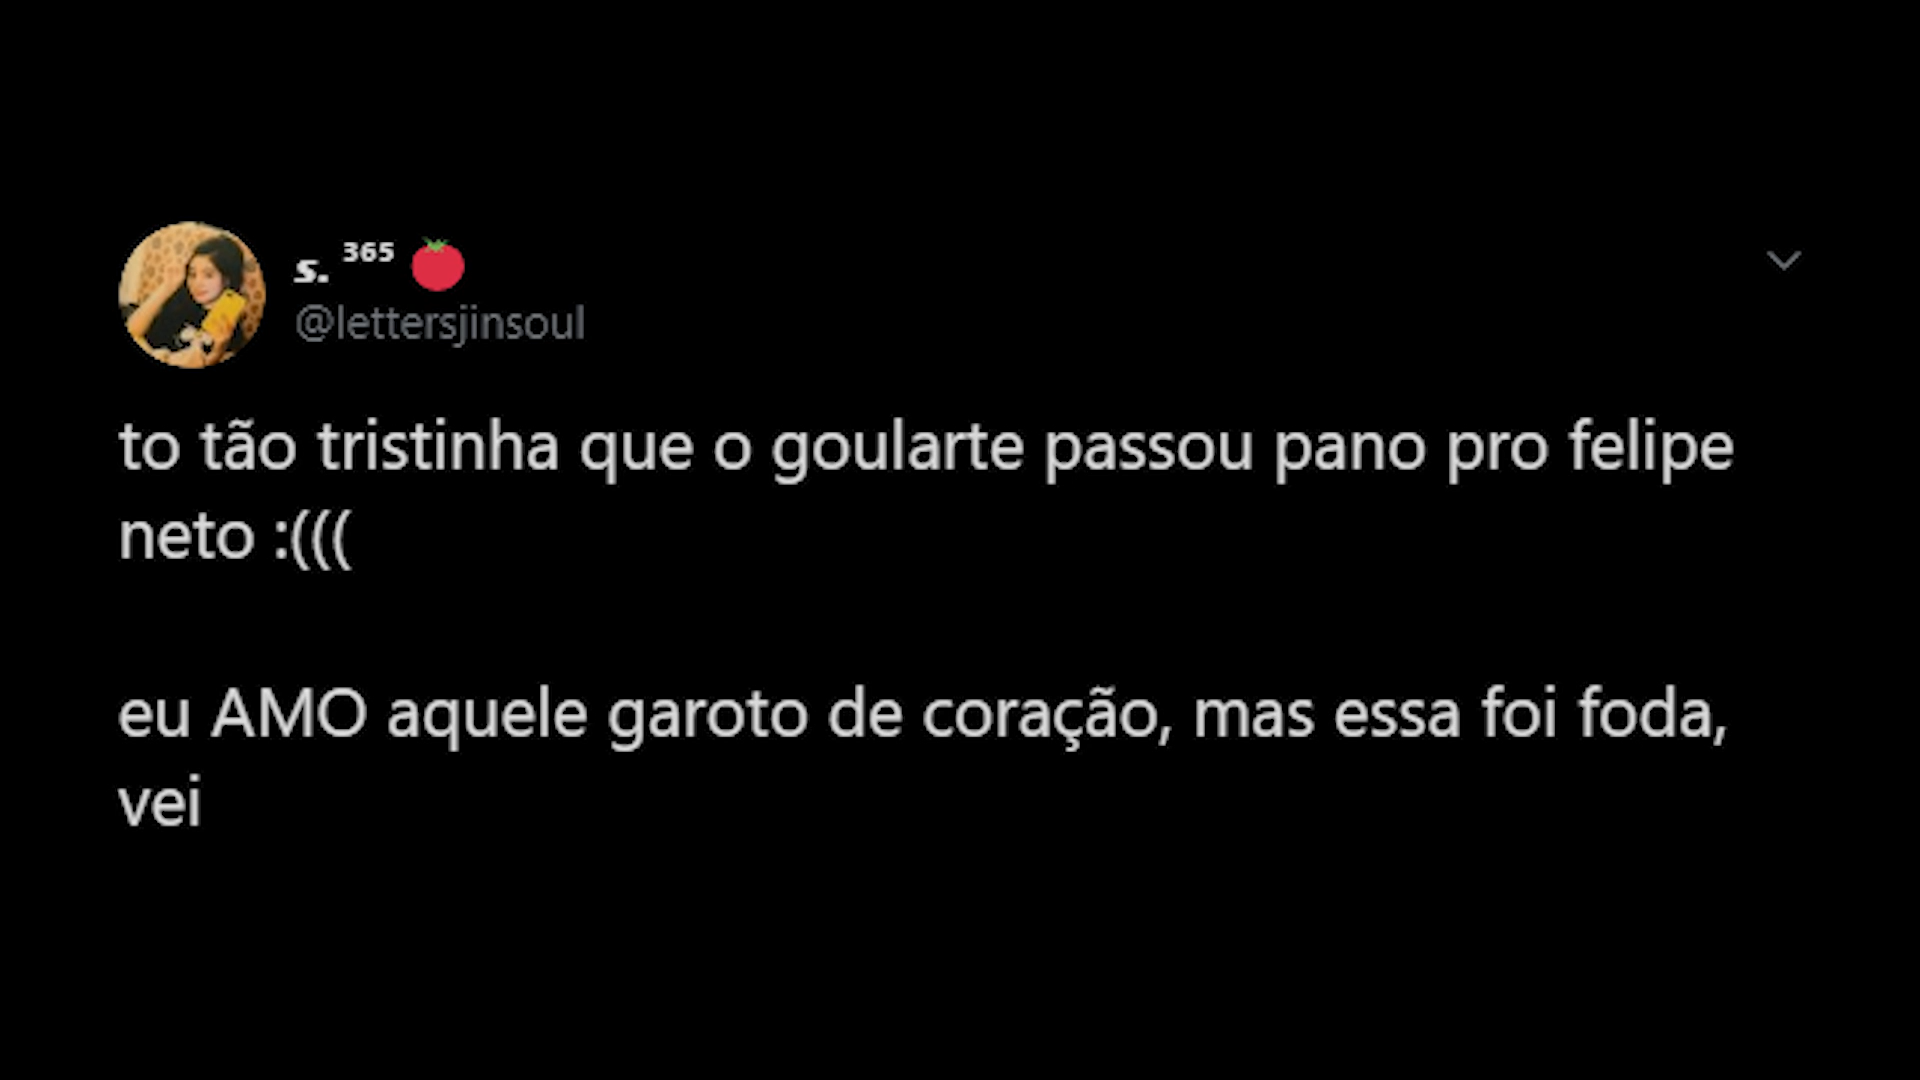 s. 365 🍅
@lettersjinsoul
to tão tristinha que o goularte passou pano pro felipe
neto :(((
eu AMO aquele garoto de coração, mas essa foi foda,
vei